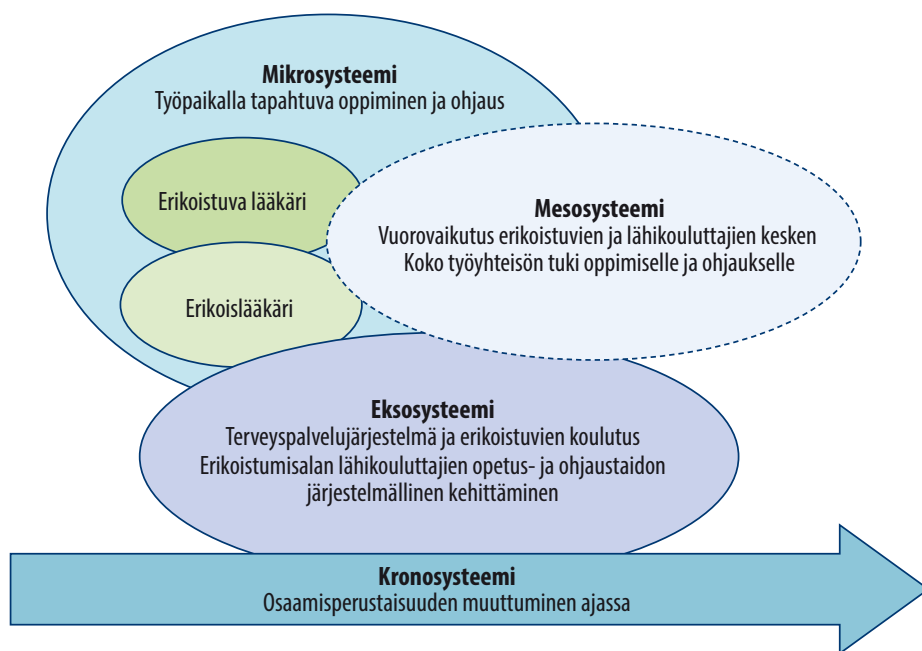 Mikrosysteemi
Työpaikalla tapahtuva oppiminen ja ohjaus
Erikoistuva lääkäri
Erikoislääkäri
Mesosysteemi
Vuorovaikutus erikoistuvien ja lähikouluttajien kesken
Koko työyhteisön tuki oppimiselle ja ohjaukselle
Eksosysteemi
Terveyspalvelujärjestelmä ja erikoistuvien koulutus
Erikoistumisalan lähikouluttajien opetus- ja ohjaustaidon
järjestelmällinen kehittäminen
Kronosysteemi
Osaamisperustaisuuden muuttuminen ajassa